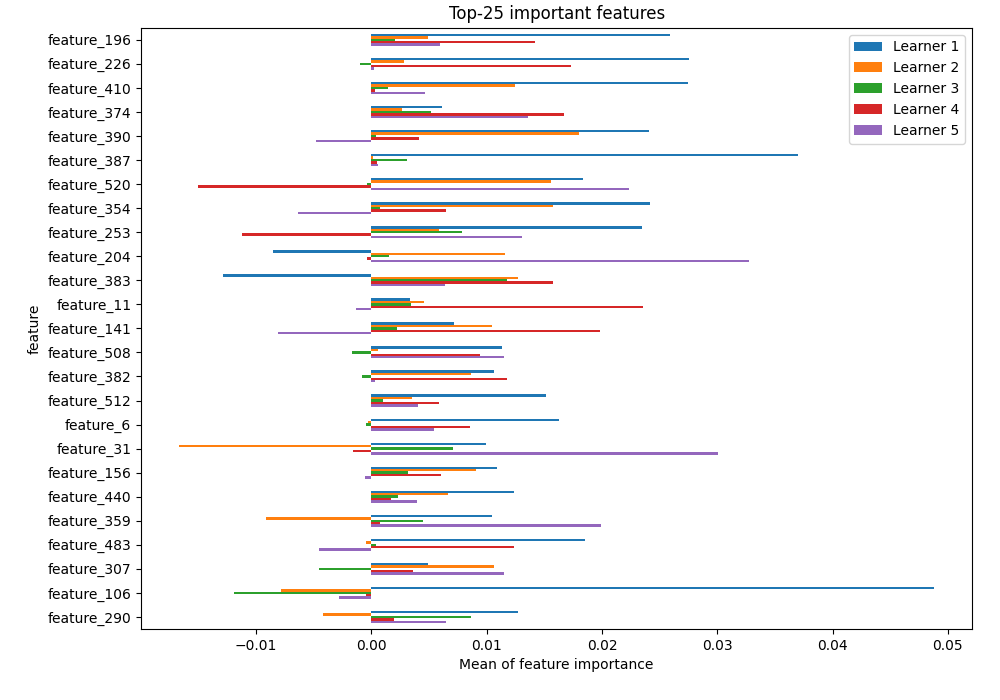 Top-25 important features
feature_196
feature_226
feature_410
feature_374
feature_390
feature_387
feature_520
feature_354
feature_253
feature_204
feature_383
feature_11
feature_141
feature_508
feature_382
feature_512
feature_6
feature_31
feature_156
feature_440
feature_359
feature_483
feature_307
feature_106
feature_290
feature
Learner 1
Learner 2
Learner 3
Learner 4
Learner 5
−0.01 0.00 0.01 0.02 0.03 0.04 0.05
Mean of feature importance